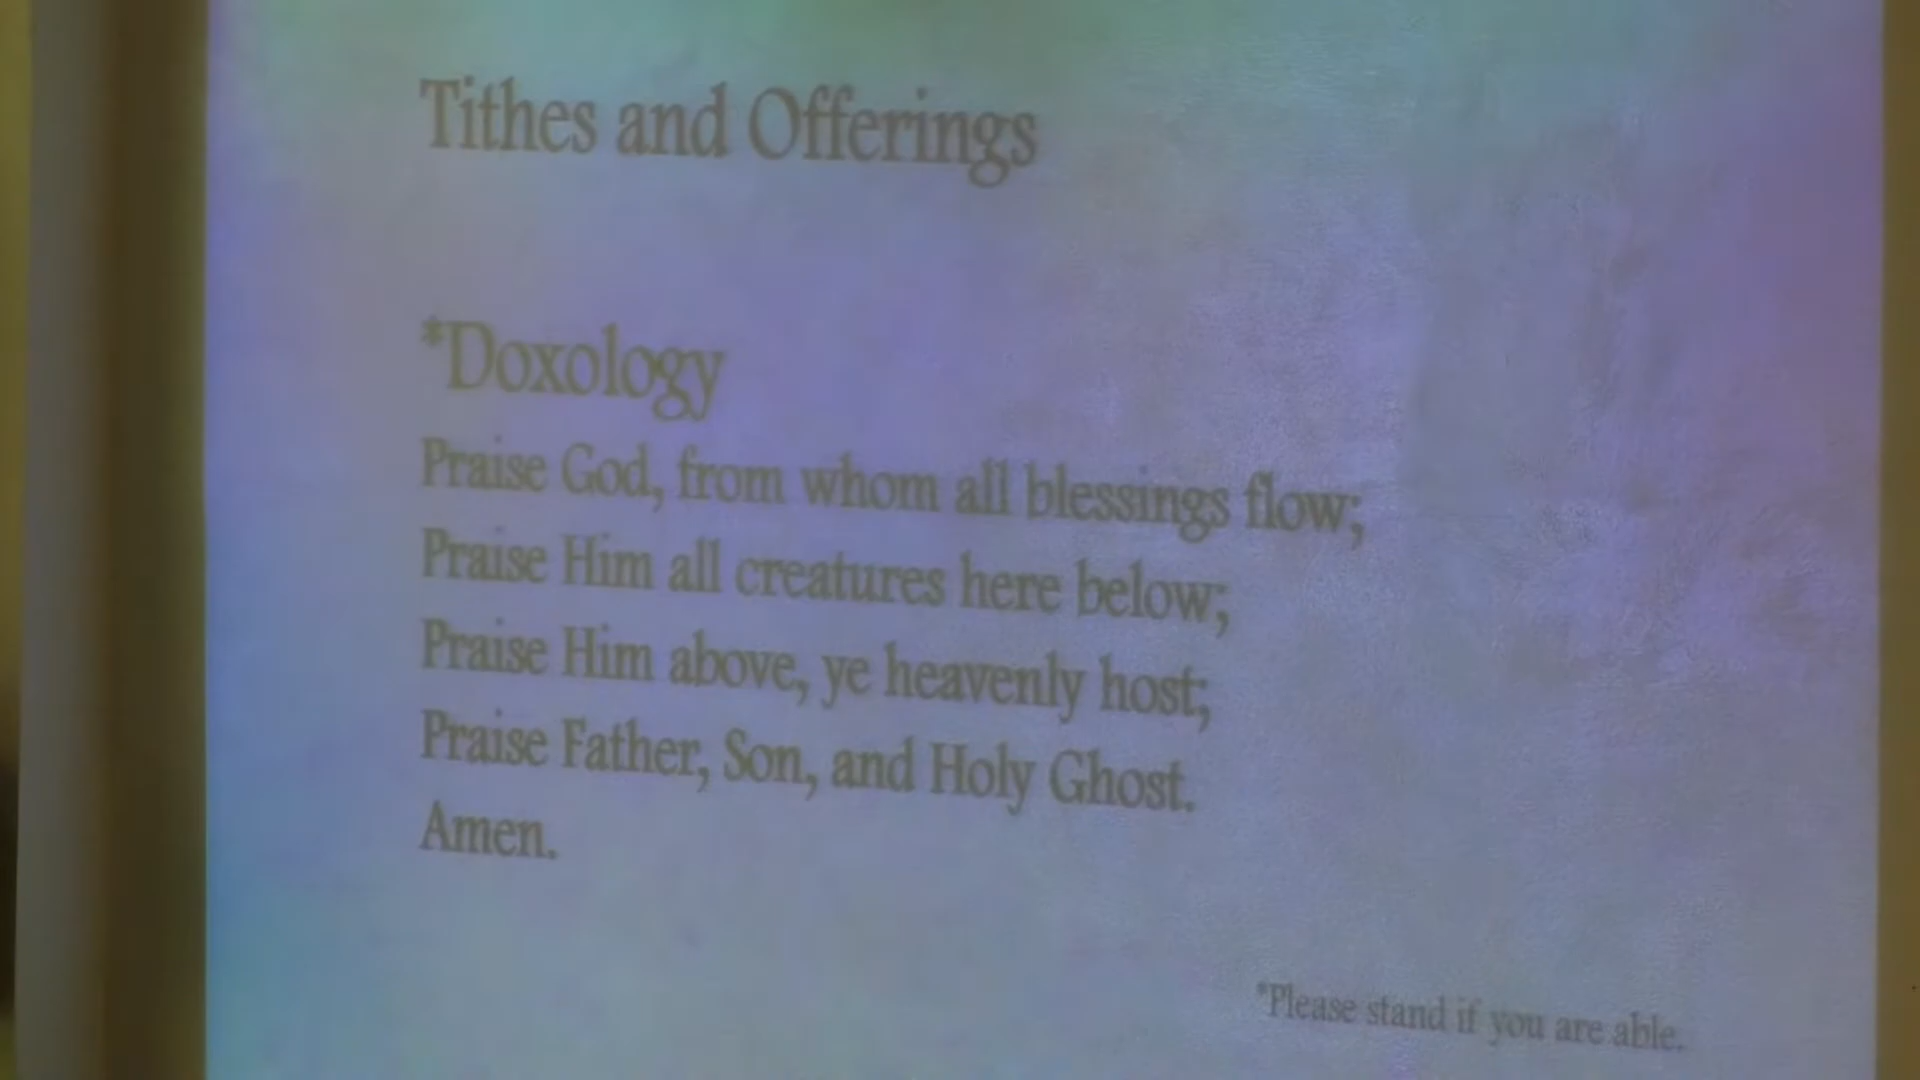 Tithes and Offerings
*Doxology
Praise God, from whom all blessings flow;
Praise Him all creatures here below;
Praise Him above, ye heavenly host;
Praise Father, Son, and Holy Ghost.
Amen.
*Please stand if you are able.